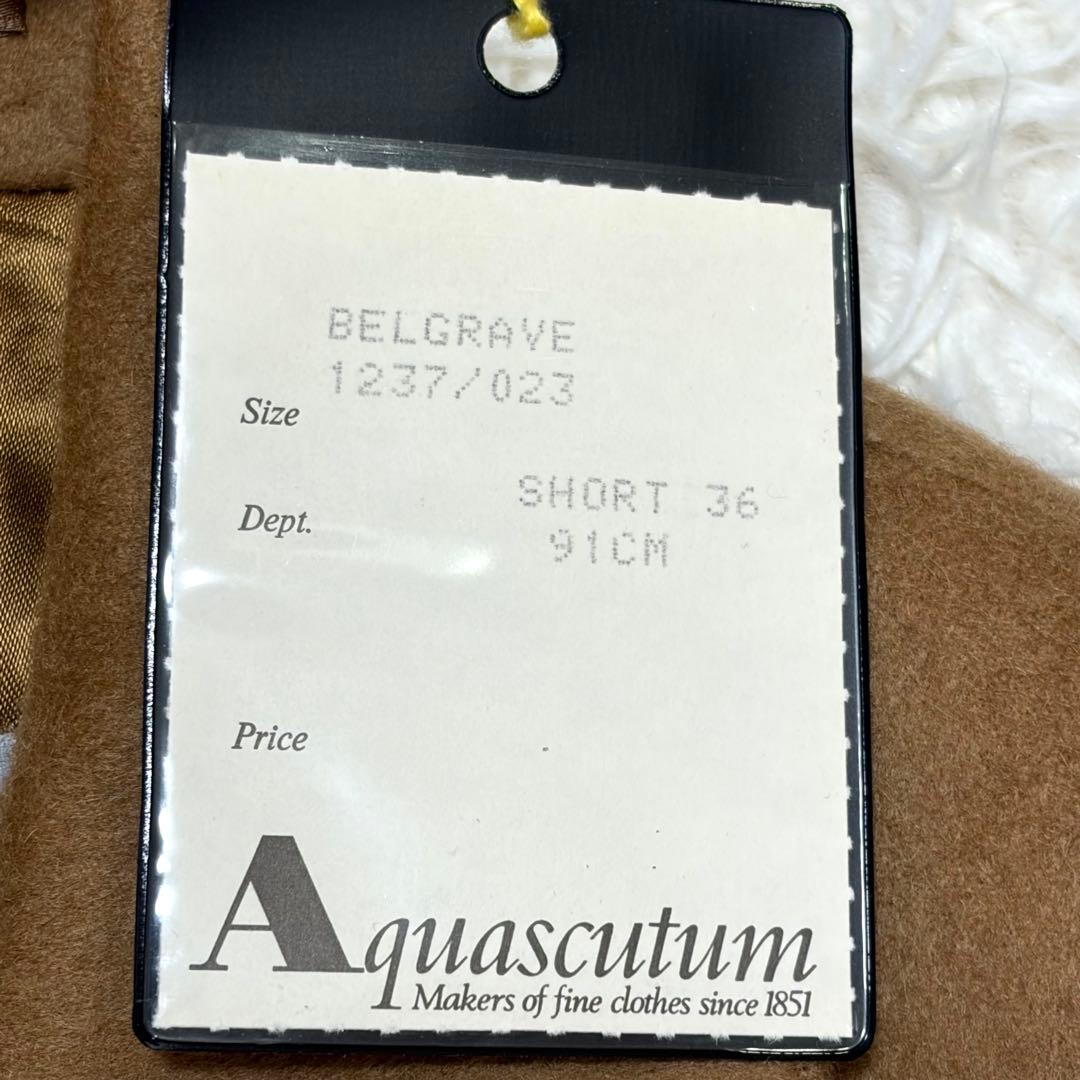 BELGRAVE
1237/023
Size
SHORT 36
Dept.
91CM
Price
Aquascutum
Makers of fine clothes since 1851